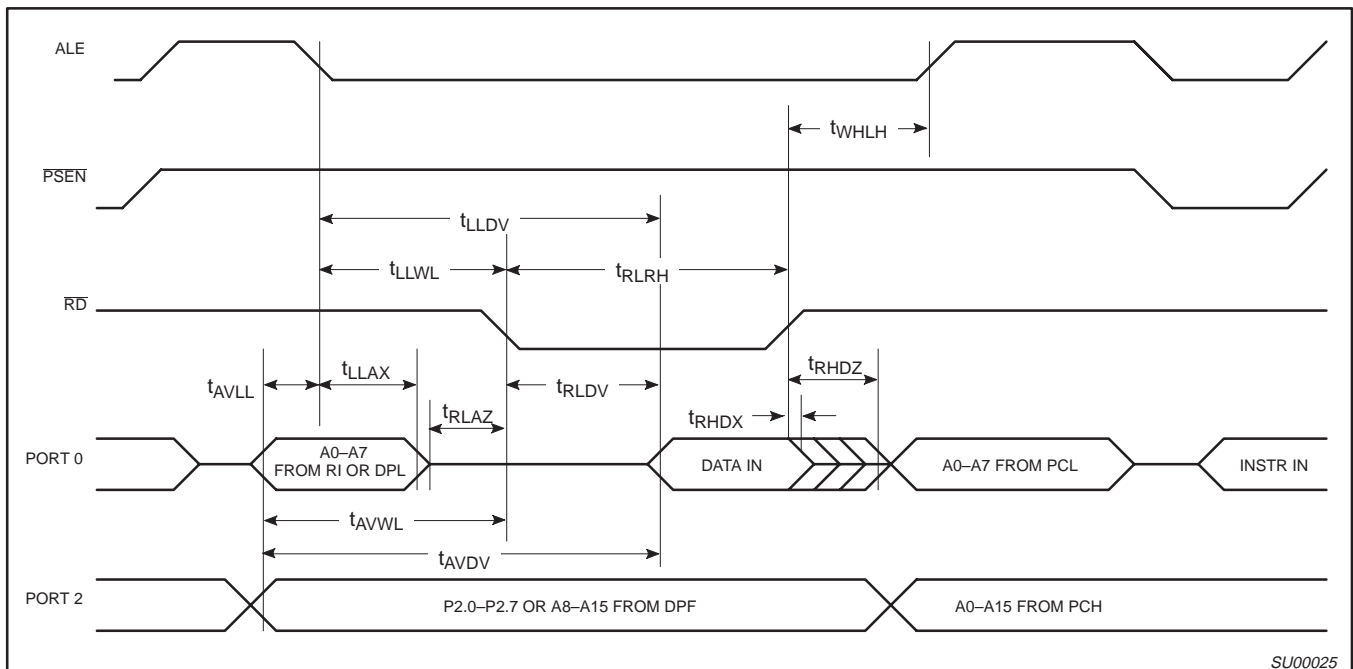 ALE
tWHLH
PSEN
tLLDV
tLLWL
tRLRH
RD
tAVLL
tLLAX
tRLDV
tRHDZ
tRLAZ
tRHDX
PORT 0
A0–A7
FROM RI OR DPL
DATA IN
A0–A7 FROM PCL
INSTR IN
tAVWL
tAVDV
PORT 2
P2.0–P2.7 OR A8–A15 FROM DPF
A0–A15 FROM PCH
SU00025